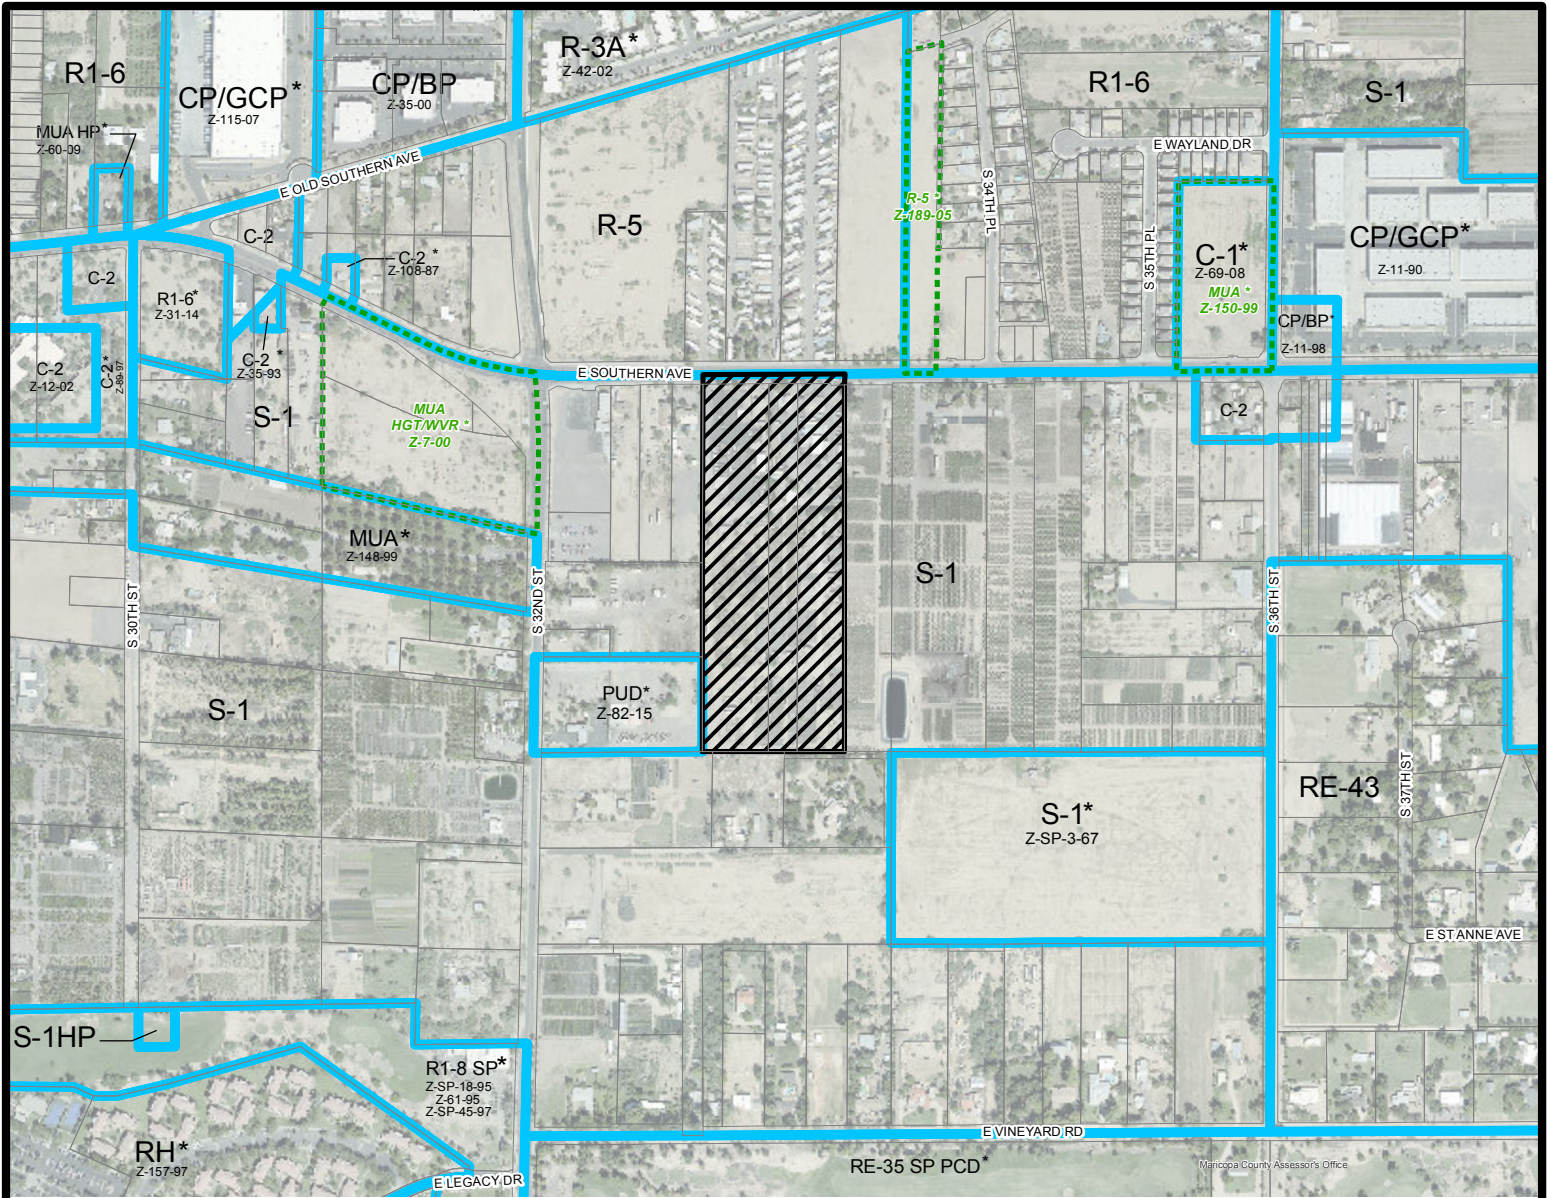 R-3A*
Z-42-02
R1-6
CP/GCP*
Z-115-07
CP/BP
Z-35-00
R1-6
S-1
MUA HP*
Z-60-09
E WAYLAND DR
E OLD SOUTHERN AVE
S 34TH PL
R-5 *
Z-189-05
R-5
C-2
C-2 *
Z-108-87
C-1*
Z-69-08
MUA *
Z-150-99
CP/GCP*
Z-11-90
S 35TH PL
C-2
R1-6*
Z-31-14
CP/BP*
Z-11-98
C-2 *
Z-35-93
C-2
Z-12-02
C-2*
Z-89-97
E SOUTHERN AVE
S-1
MUA
HGT/WVR *
Z-7-00
C-2
MUA*
Z-148-99
S-1
S 30TH ST
S 32ND ST
S 36TH ST
PUD*
Z-82-15
S-1
RE-43
S 37TH ST
S-1*
Z-SP-3-67
E ST ANNE AVE
S-1HP
R1-8 SP*
Z-SP-18-95
Z-61-95
Z-SP-45-97
E VINEYARD RD
RH*
Z-157-97
E LEGACY DR
RE-35 SP PCD*
Maricopa County Assessor's Office